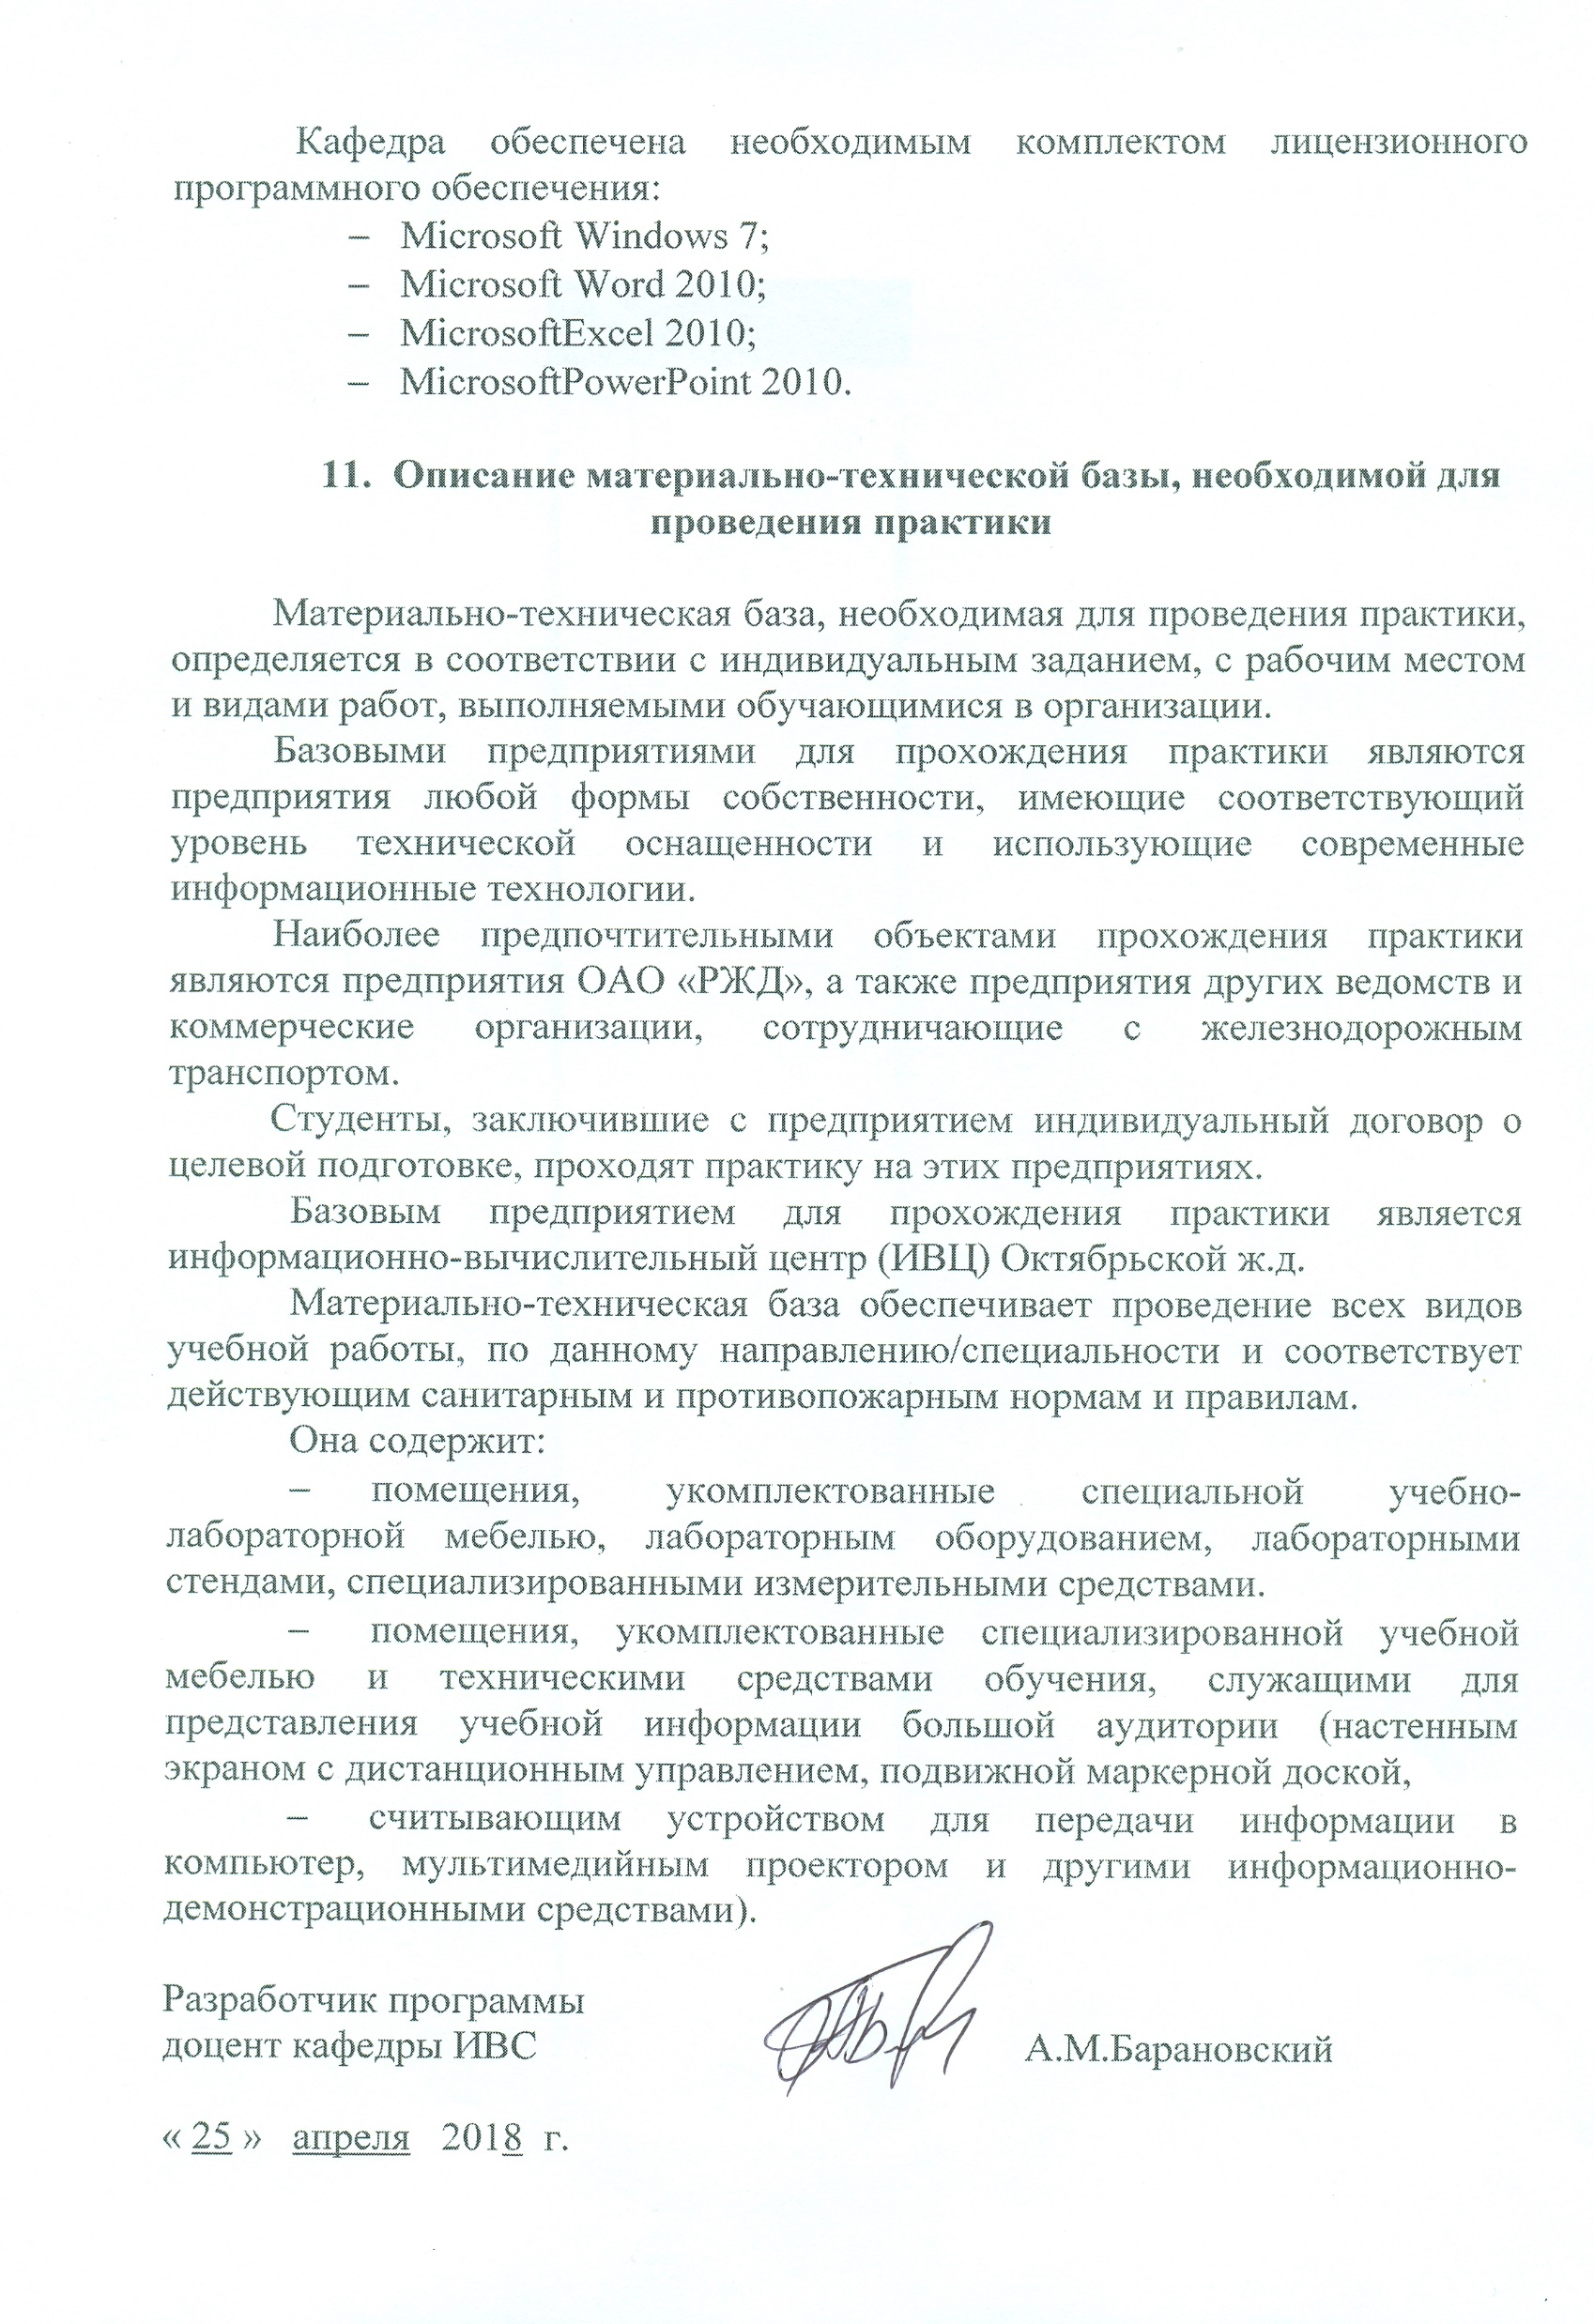 Кафедра обеспечена необходимым комплектом лицензионного
программного обеспечения:
– Microsoft Windows 7;
– Microsoft Word 2010;
– MicrosoftExcel 2010;
– MicrosoftPowerPoint 2010.
11. Описание материально-технической базы, необходимой для
проведения практики
Материально-техническая база, необходимая для проведения практики,
определяется в соответствии с индивидуальным заданием, с рабочим местом
и видами работ, выполняемыми обучающимися в организации.
Базовыми предприятиями для прохождения практики являются
предприятия любой формы собственности, имеющие соответствующий
уровень технической оснащенности и использующие современные
информационные технологии.
Наиболее предпочтительными объектами прохождения практики
являются предприятия ОАО «РЖД», а также предприятия других ведомств и
коммерческие организации, сотрудничающие с железнодорожным
транспортом.
Студенты, заключившие с предприятием индивидуальный договор о
целевой подготовке, проходят практику на этих предприятиях.
Базовым предприятием для прохождения практики является
информационно-вычислительный центр (ИВЦ) Октябрьской ж.д.
Материально-техническая база обеспечивает проведение всех видов
учебной работы, по данному направлению/специальности и соответствует
действующим санитарным и противопожарным нормам и правилам.
Она содержит:
– помещения, укомплектованные специальной учебно-
лабораторной мебелью, лабораторным оборудованием, лабораторными
стендами, специализированными измерительными средствами.
– помещения, укомплектованные специализированной учебной
мебелью и техническими средствами обучения, служащими для
представления учебной информации большой аудитории (настенным
экраном с дистанционным управлением, подвижной маркерной доской,
– считывающим устройством для передачи информации в
компьютер, мультимедийным проектором и другими информационно-
демонстрационными средствами).
Разработчик программы
доцент кафедры ИВС А.М.Барановский
« 25 » апреля 2018 г.